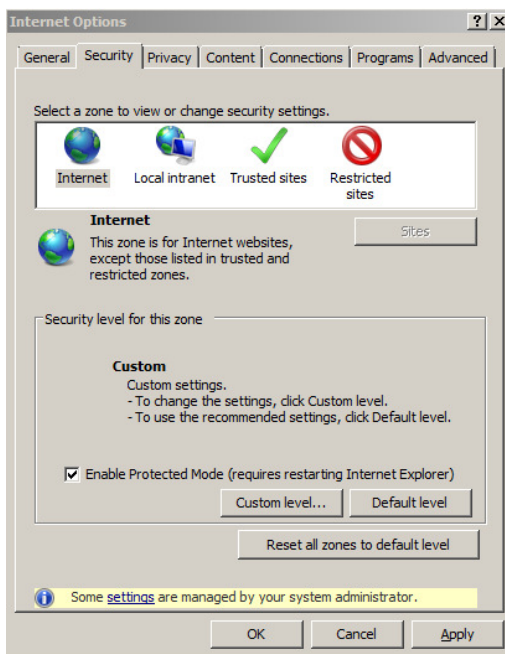 Internet Options
General Security Privacy Content Connections Programs Advanced
Select a zone to view or change security settings.
Internet Local intranet Trusted sites Restricted sites
Internet
Sites
This zone is for Internet websites,
except those listed in trusted and
restricted zones.
Security level for this zone
Custom
Custom settings.
- To change the settings, click Custom level.
- To use the recommended settings, click Default level.
Enable Protected Mode (requires restarting Internet Explorer)
Custom level... Default level
Reset all zones to default level
Some settings are managed by your system administrator.
OK Cancel Apply